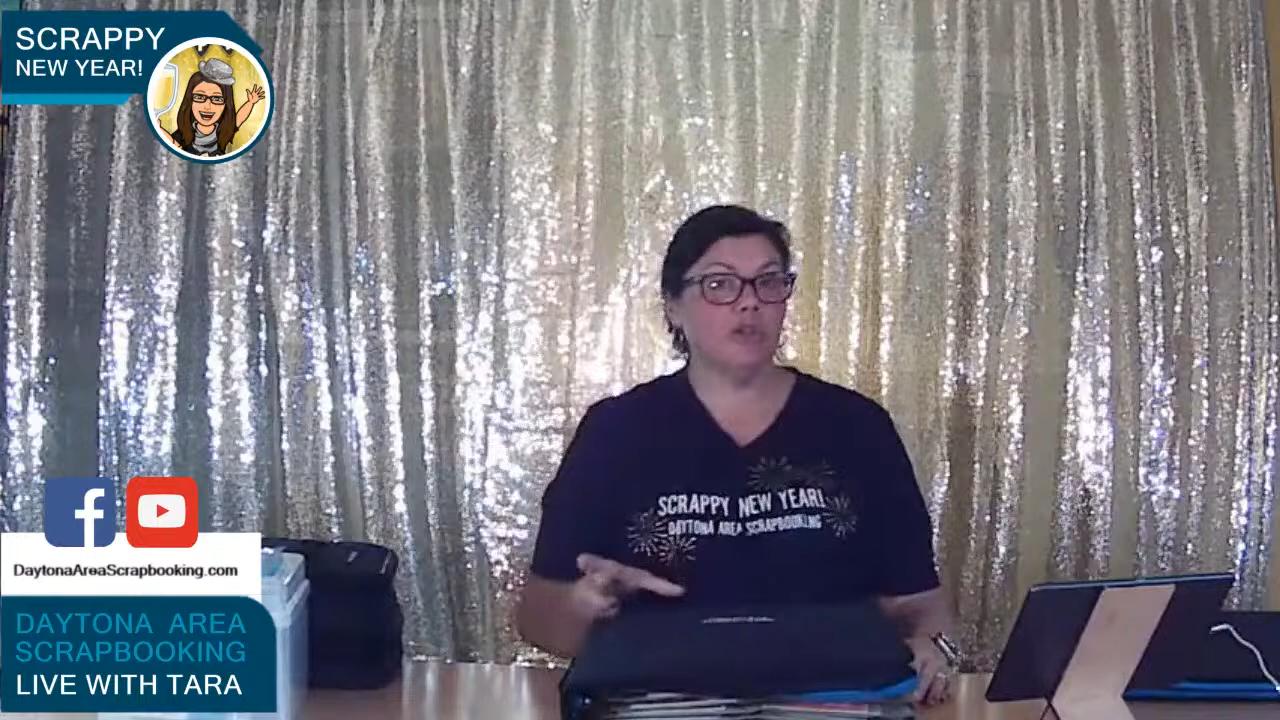 SCRAPPY
NEW YEAR!
SCRAPPY NEW YEAR!
DAYTONA AREA SCRAPBOOKING
f
DaytonaAreaScrapbooking.com
DAYTONA AREA
SCRAPBOOKING
LIVE WITH TARA